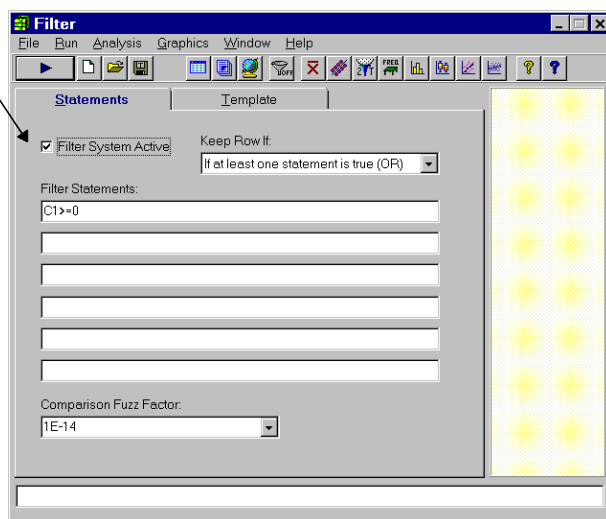 Filter
File Run Analysis Graphics Window Help
OFF FREQ
Statements Template
Filter System Active
Keep Row If:
If at least one statement is true (OR)
Filter Statements:
C1>=0
Comparison Fuzz Factor:
1E-14